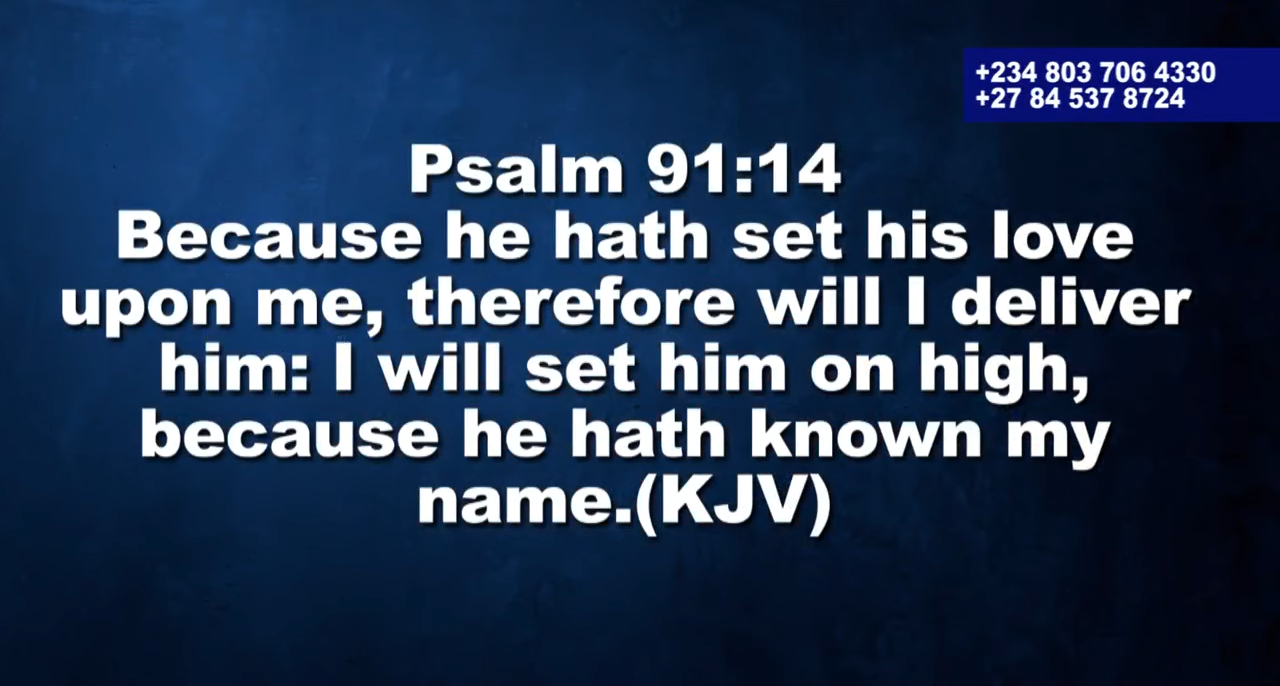 +234 803 706 4330
+27 84 537 8724
Psalm 91:14
Because he hath set his love
upon me, therefore will I deliver
him: I will set him on high,
because he hath known my
name.(KJV)